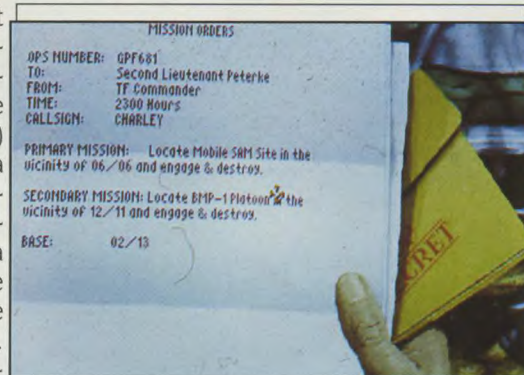 MISSION ORDERS
OPS NUMBER: GPF681
TO: Second Lieutenant Peterke
FROM: TF Commander
TIME: 2300 Hours
CALLSIGN: CHARLEY
PRIMARY MISSION: Locate Mobile SAM Site in the
vicinity of 06/06 and engage & destroy.
SECONDARY MISSION: Locate BMP-1 Platoon the
vicinity of 12/11 and engage & destroy.
BASE: 02/13
CRET